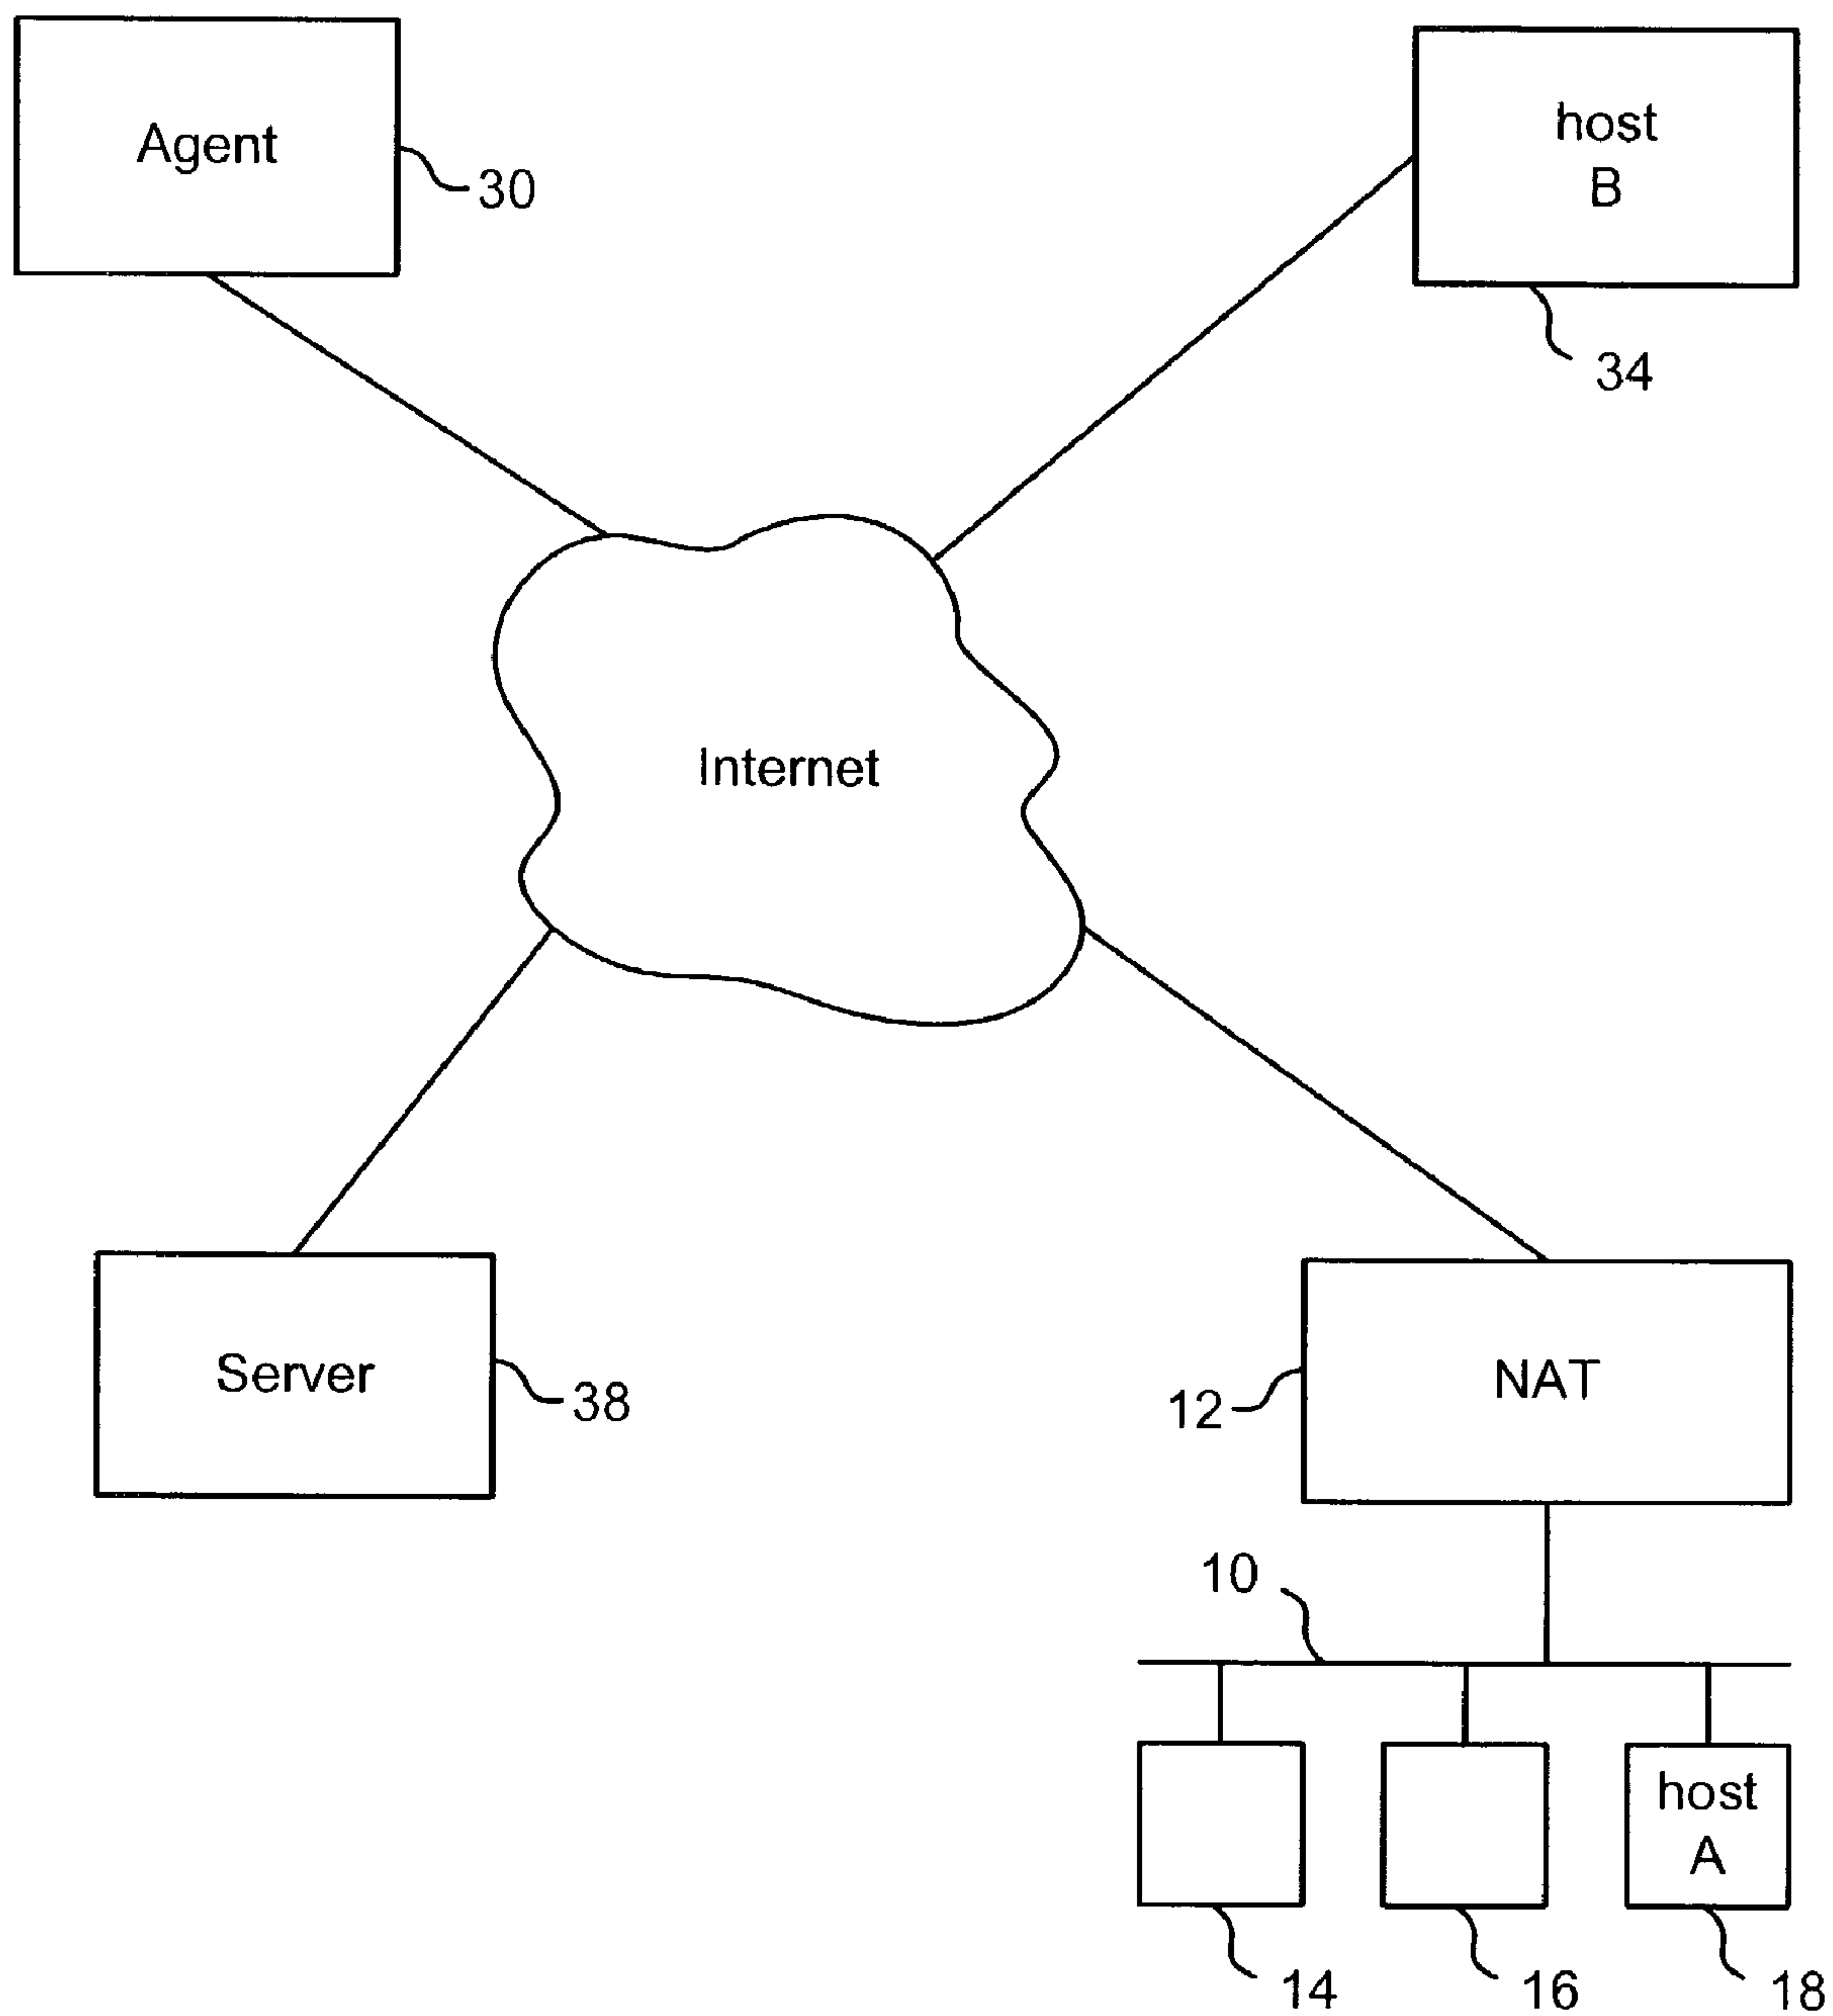 Agent
30
host
B
34
Internet
Server
38
NAT
12
10
host
A
14
16
18